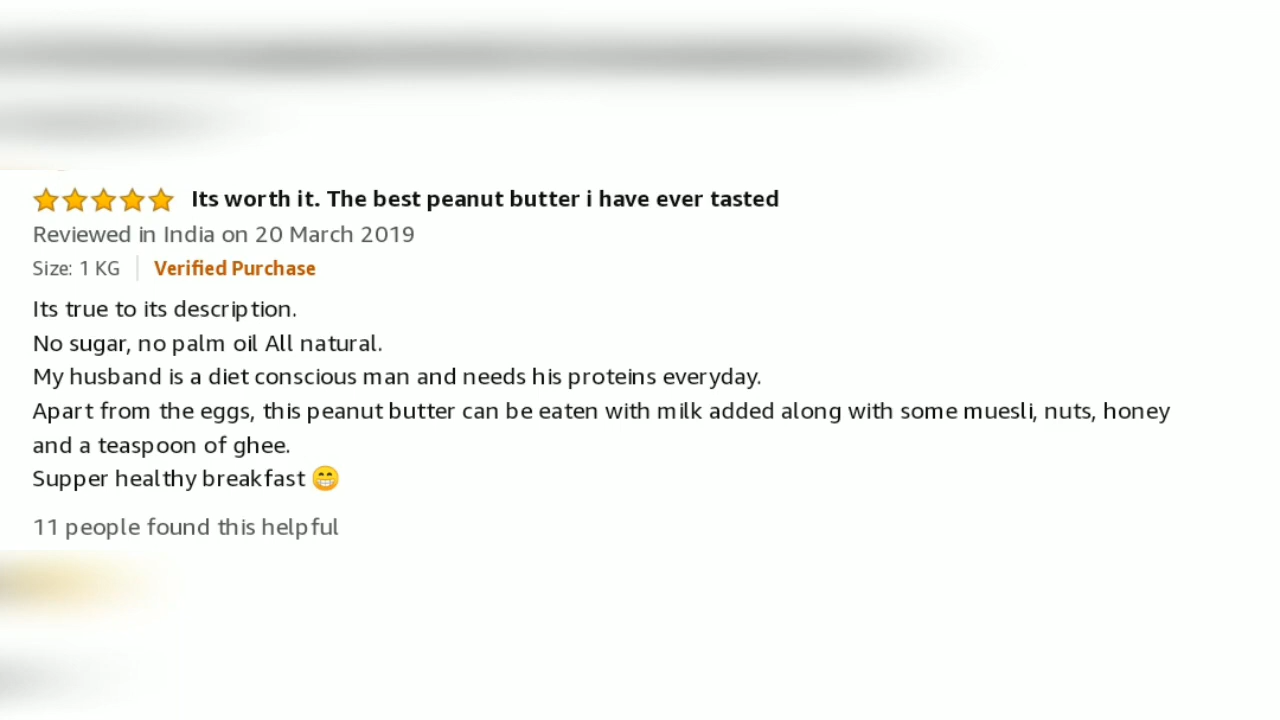 Its worth it. The best peanut butter i have ever tasted
Reviewed in India on 20 March 2019
Size: 1 KG | Verified Purchase
Its true to its description.
No sugar, no palm oil All natural.
My husband is a diet conscious man and needs his proteins everyday.
Apart from the eggs, this peanut butter can be eaten with milk added along with some muesli, nuts, honey
and a teaspoon of ghee.
Supper healthy breakfast 😁
11 people found this helpful